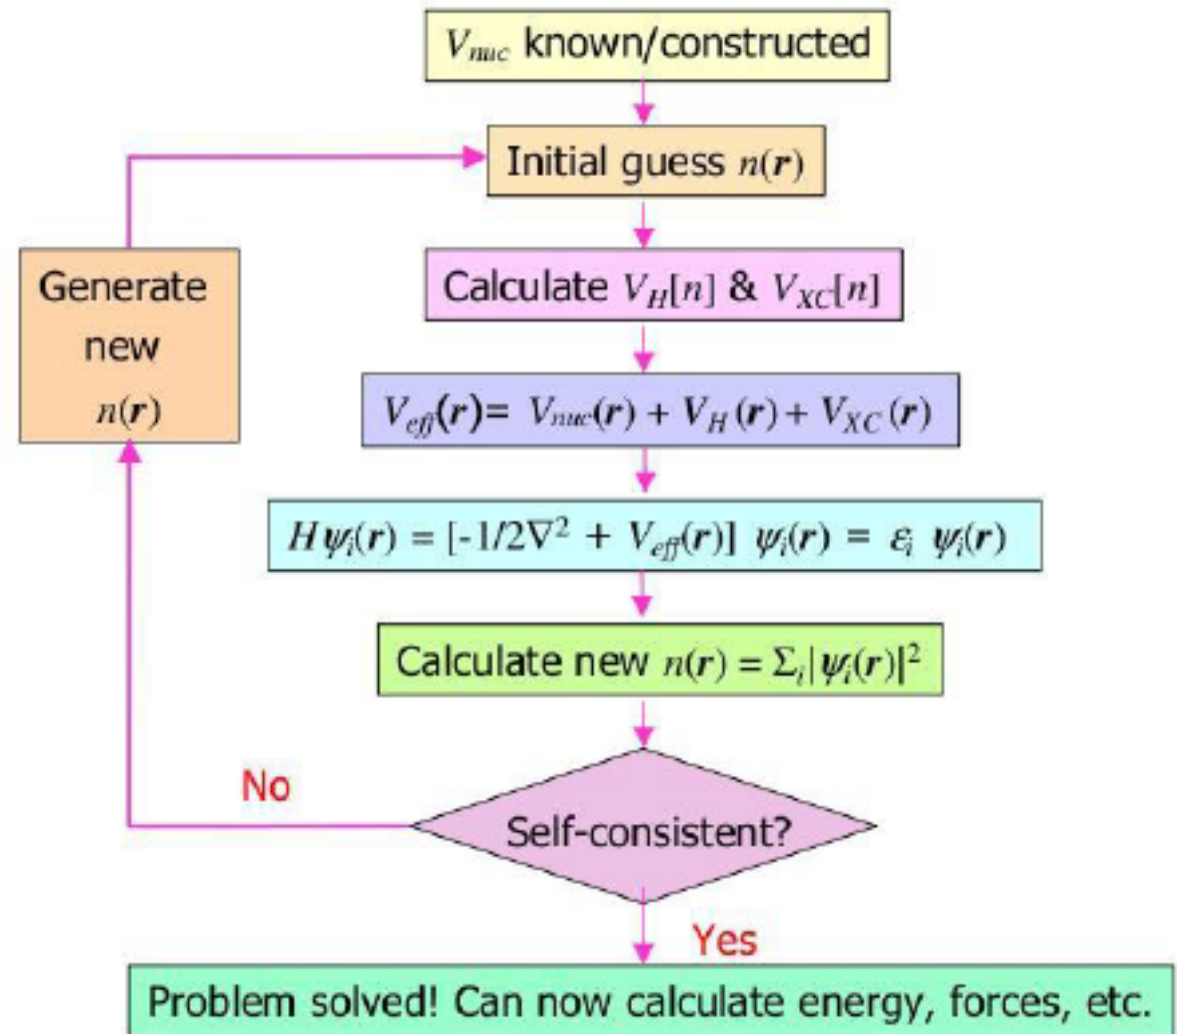 V_nuc known/constructed
Initial guess n(r)
Generate
new
n(r)
Calculate V_H[n] & V_XC[n]
V_eff(r)= V_nuc(r) + V_H(r) + V_XC(r)
Hψ_i(r) = [-1/2∇² + V_eff(r)] ψ_i(r) = ε_i ψ_i(r)
Calculate new n(r) = Σ_i|ψ_i(r)|²
No
Self-consistent?
Yes
Problem solved! Can now calculate energy, forces, etc.